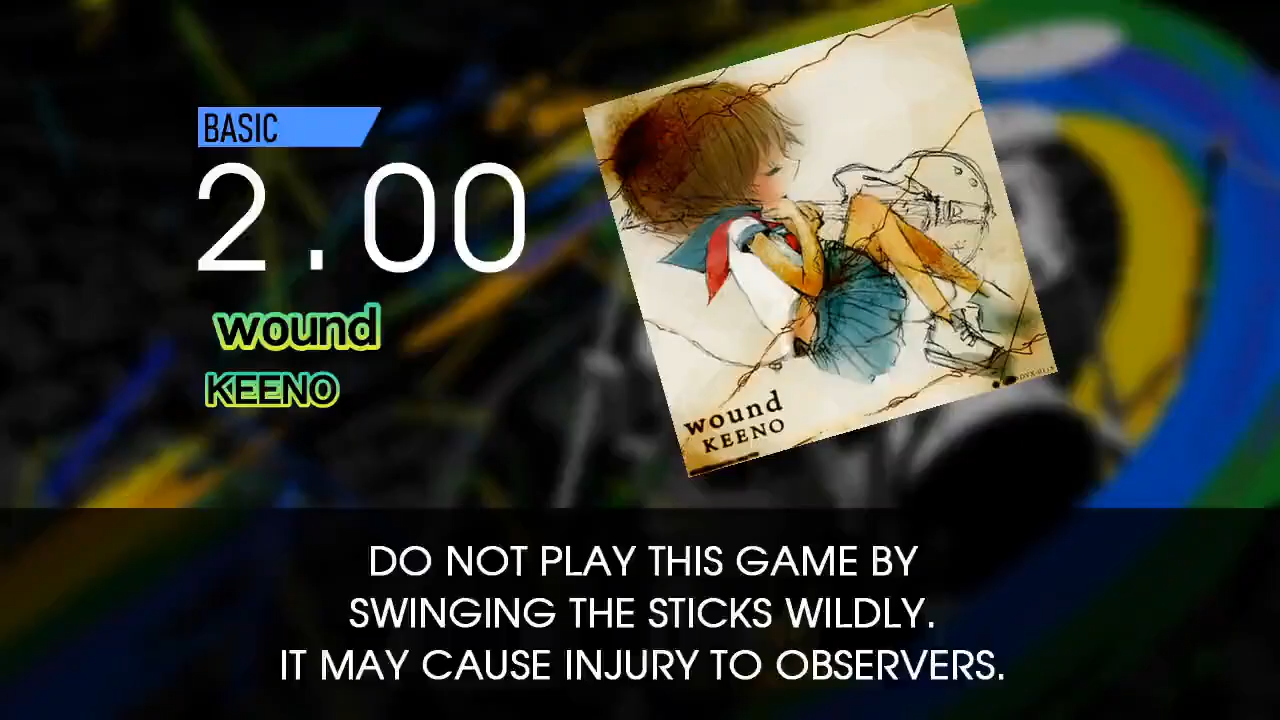 BASIC
2.00
wound
KEENO
wound
KEENO
DO NOT PLAY THIS GAME BY
SWINGING THE STICKS WILDLY.
IT MAY CAUSE INJURY TO OBSERVERS.